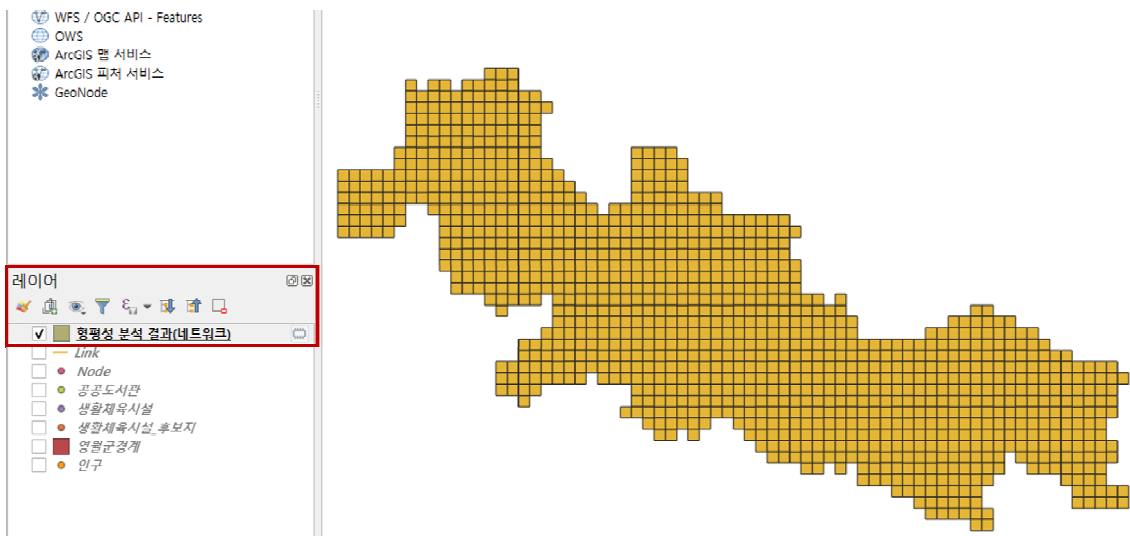 WFS / OGC API - Features
OWS
ArcGIS 맵 서비스
ArcGIS 피처 서비스
GeoNode
레이어
형평성 분석 결과(네트워크)
Link
Node
공공도서관
생활체육시설
생활체육시설_후보지
영월군경계
인구